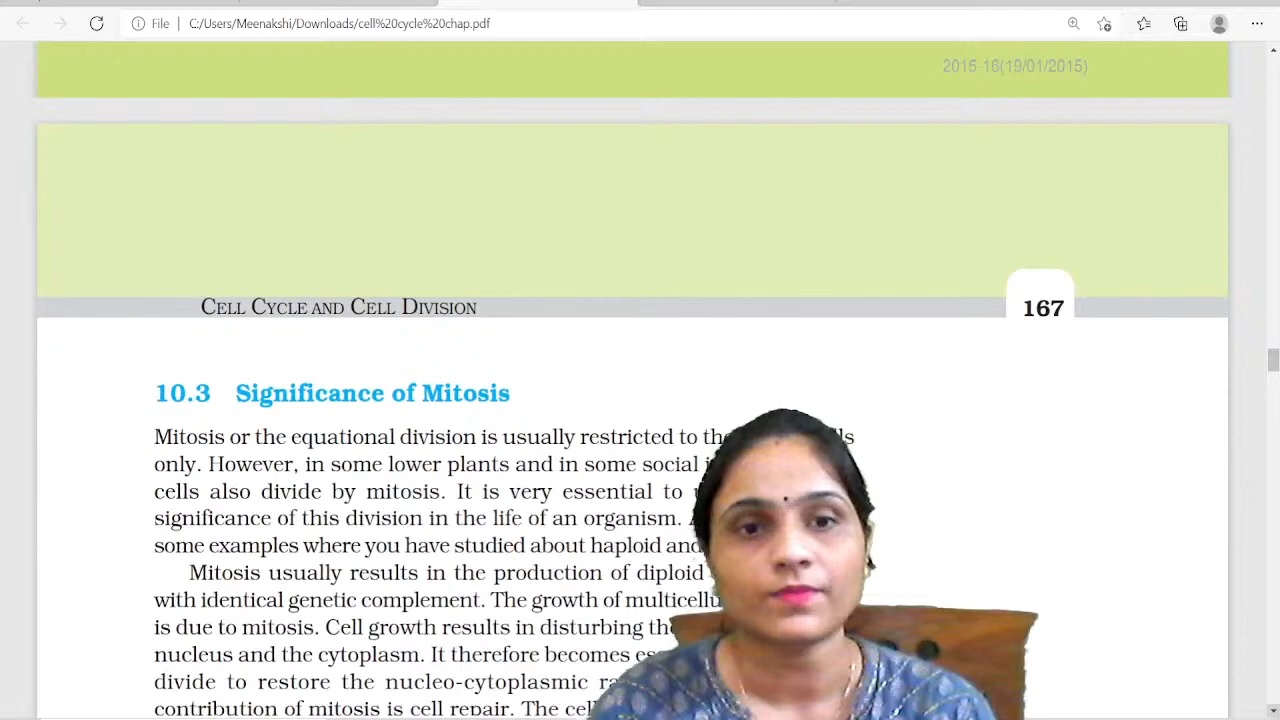 File
C:/Users/Meenakshi/Downloads/cell%20cycle%20chap.pdf
2015-16(19/01/2015)
CELL CYCLE AND CELL DIVISION
167
10.3 Significance of Mitosis
Mitosis or the equational division is usually restricted to
only. However, in some lower plants and in some social
cells also divide by mitosis. It is very essential to
significance of this division in the life of an organism.
some examples where you have studied about haploid and
Mitosis usually results in the production of diploid
with identical genetic complement. The growth of
is due to mitosis. Cell growth results in disturbing
nucleus and the cytoplasm. It therefore becomes
divide to restore the nucleo-cytoplasmic
contribution of mitosis is cell repair. The